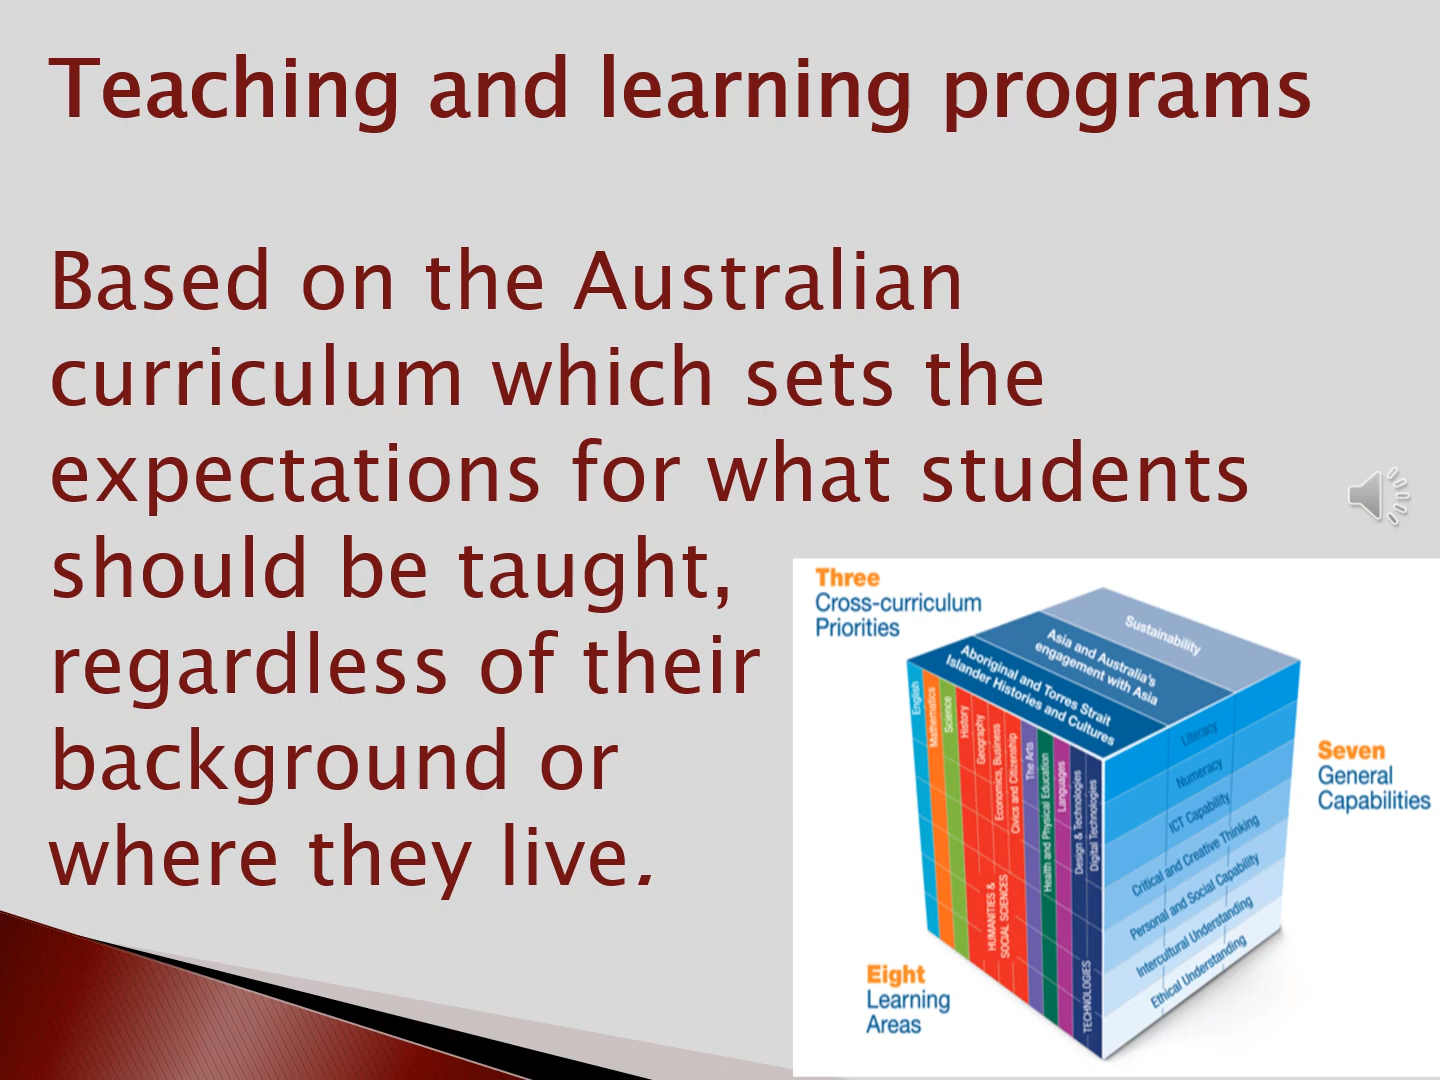 Teaching and learning programs
Based on the Australian
curriculum which sets the
expectations for what students
should be taught,
regardless of their
background or
where they live.
Three
Cross-curriculum
Priorities
Sustainability
Asia and Australia's
engagement with Asia
Aboriginal and Torres Strait
Islander Histories and Cultures
English
Mathematics
Science
History
Geography
Economics, Business
Civics and Citizenship
HUMANITIES &
SOCIAL SCIENCES
The Arts
Health and Physical Education
Languages
Design & Technologies
Digital Technologies
TECHNOLOGIES
Literacy
Numeracy
ICT Capability
Critical and Creative Thinking
Personal and Social Capability
Intercultural Understanding
Ethical Understanding
Seven
General
Capabilities
Eight
Learning
Areas